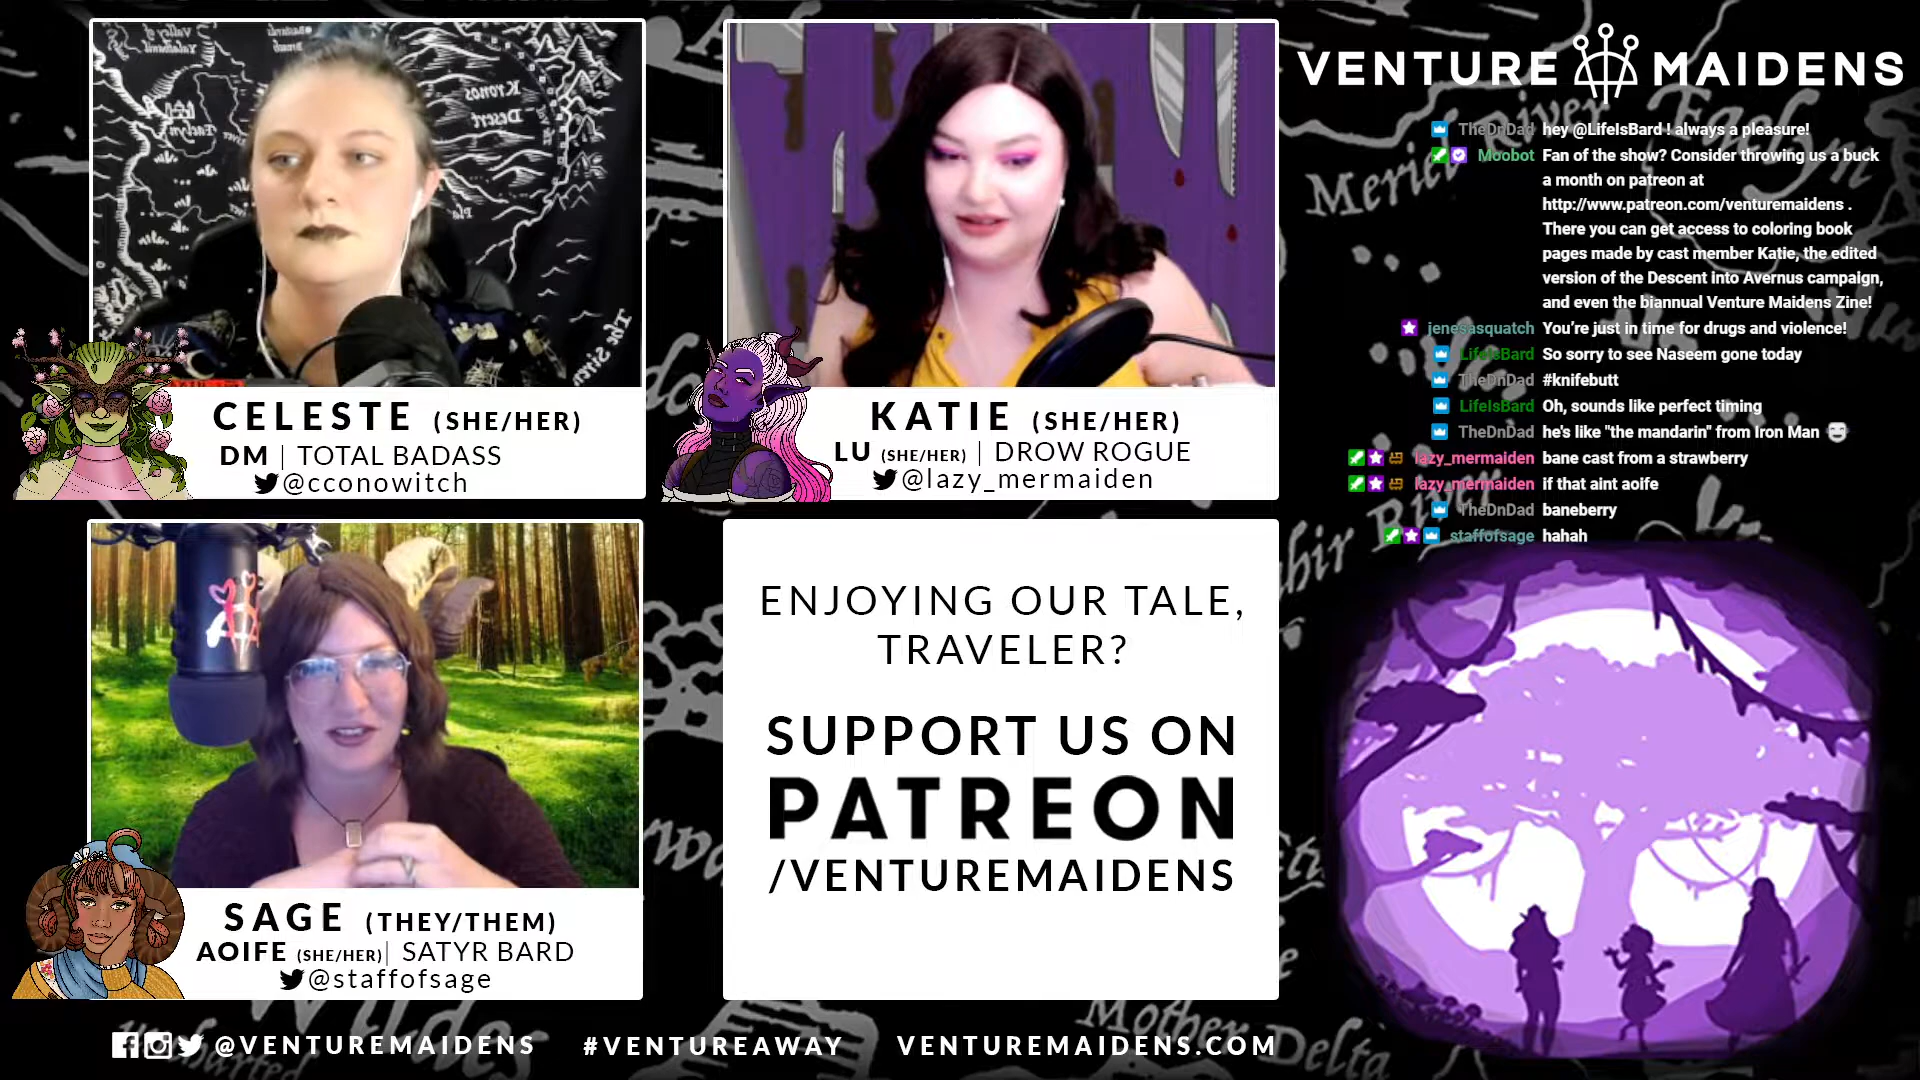 CELESTE (SHE/HER)
DM | TOTAL BADASS
@cconowitch
KATIE (SHE/HER)
LU (SHE/HER) | DROW ROGUE
@lazy_mermaiden
SAGE (THEY/THEM)
AOIFE (SHE/HER) | SATYR BARD
@staffofsage
ENJOYING OUR TALE,
TRAVELER?
SUPPORT US ON
PATREON
/VENTUREMAIDENS
VENTURE MAIDENS
TheDnDad hey @LifeIsBard ! always a pleasure!
Moobot Fan of the show? Consider throwing us a buck
a month on patreon at
http://www.patreon.com/venturemaidens .
There you can get access to coloring book
pages made by cast member Katie, the edited
version of the Descent into Avernus campaign,
and even the biannual Venture Maidens Zine!
jenesasquatch You're just in time for drugs and violence!
LifeIsBard So sorry to see Naseem gone today
TheDnDad #knifebutt
LifeIsBard Oh, sounds like perfect timing
TheDnDad he's like "the mandarin" from Iron Man
lazy_mermaiden bane cast from a strawberry
lazy_mermaiden if that aint aoife
TheDnDad baneberry
staffofsage hahah
@VENTUREMAIDENS
#VENTUREAWAY
VENTUREMAIDENS.COM
Kronos
Desert
Mother Delta